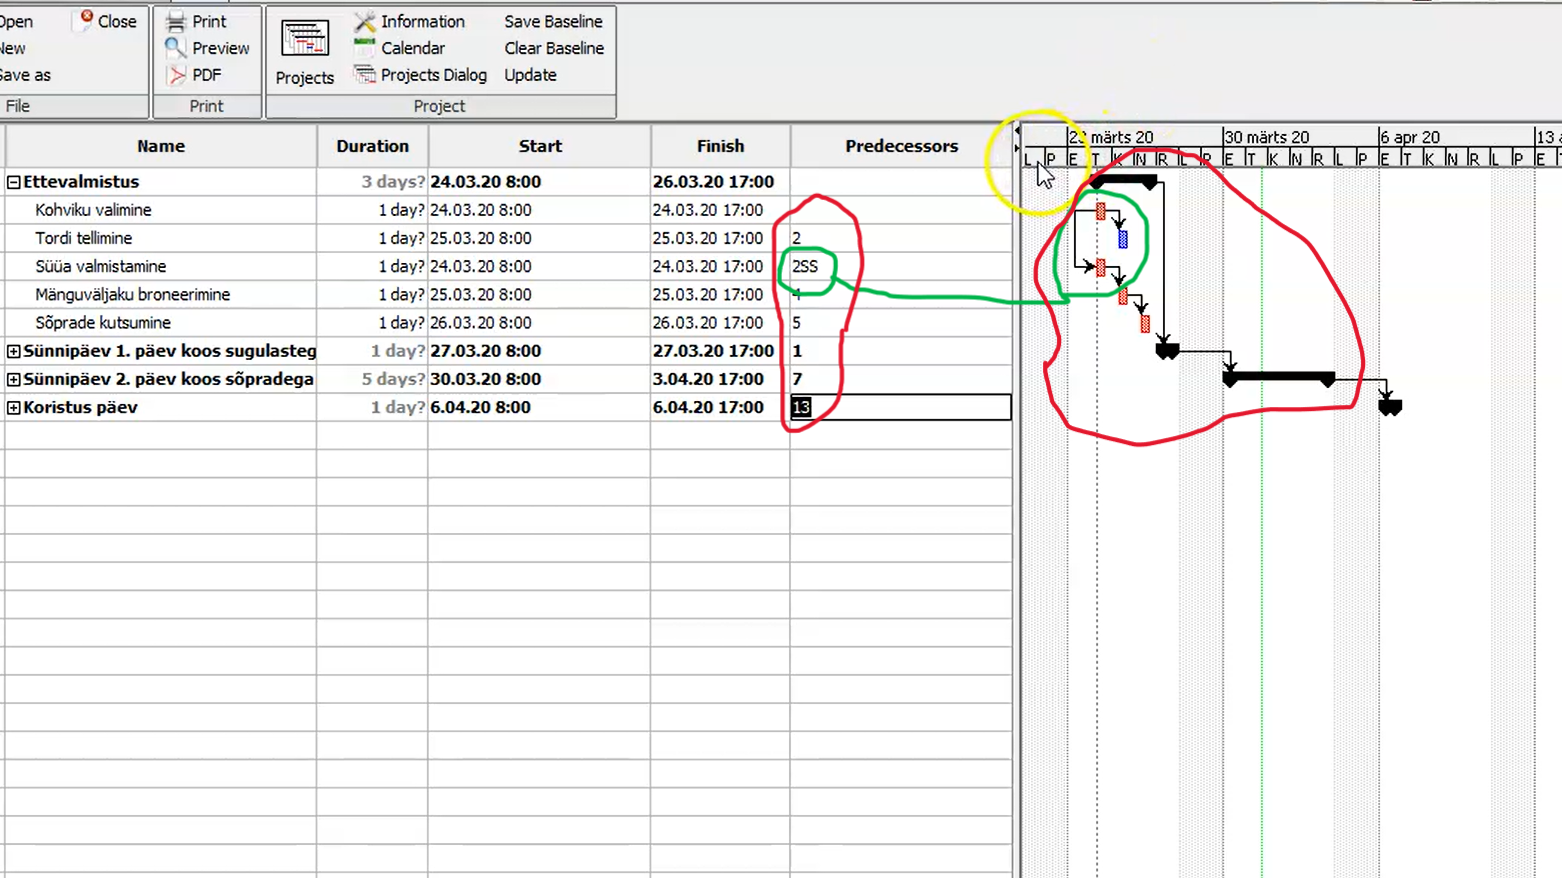 Open Close Print Information Save Baseline
New Preview Calendar Clear Baseline
Save as PDF Projects Projects Dialog Update
File Print Project
Name Duration Start Finish Predecessors 23 märts 20 30 märts 20 6 apr 20 13
L P E T K N R L P E T K N R L P E T K N R L P E T
Ettevalmistus 3 days? 24.03.20 8:00 26.03.20 17:00
Kohviku valimine 1 day? 24.03.20 8:00 24.03.20 17:00
Tordi tellimine 1 day? 25.03.20 8:00 25.03.20 17:00 2
Süüa valmistamine 1 day? 24.03.20 8:00 24.03.20 17:00 2SS
Mänguväljaku broneerimine 1 day? 25.03.20 8:00 25.03.20 17:00 4
Sõprade kutsumine 1 day? 26.03.20 8:00 26.03.20 17:00 5
Sünnipäev 1. päev koos sugulasteg 1 day? 27.03.20 8:00 27.03.20 17:00 1
Sünnipäev 2. päev koos sõpradega 5 days? 30.03.20 8:00 3.04.20 17:00 7
Koristus päev 1 day? 6.04.20 8:00 6.04.20 17:00 13